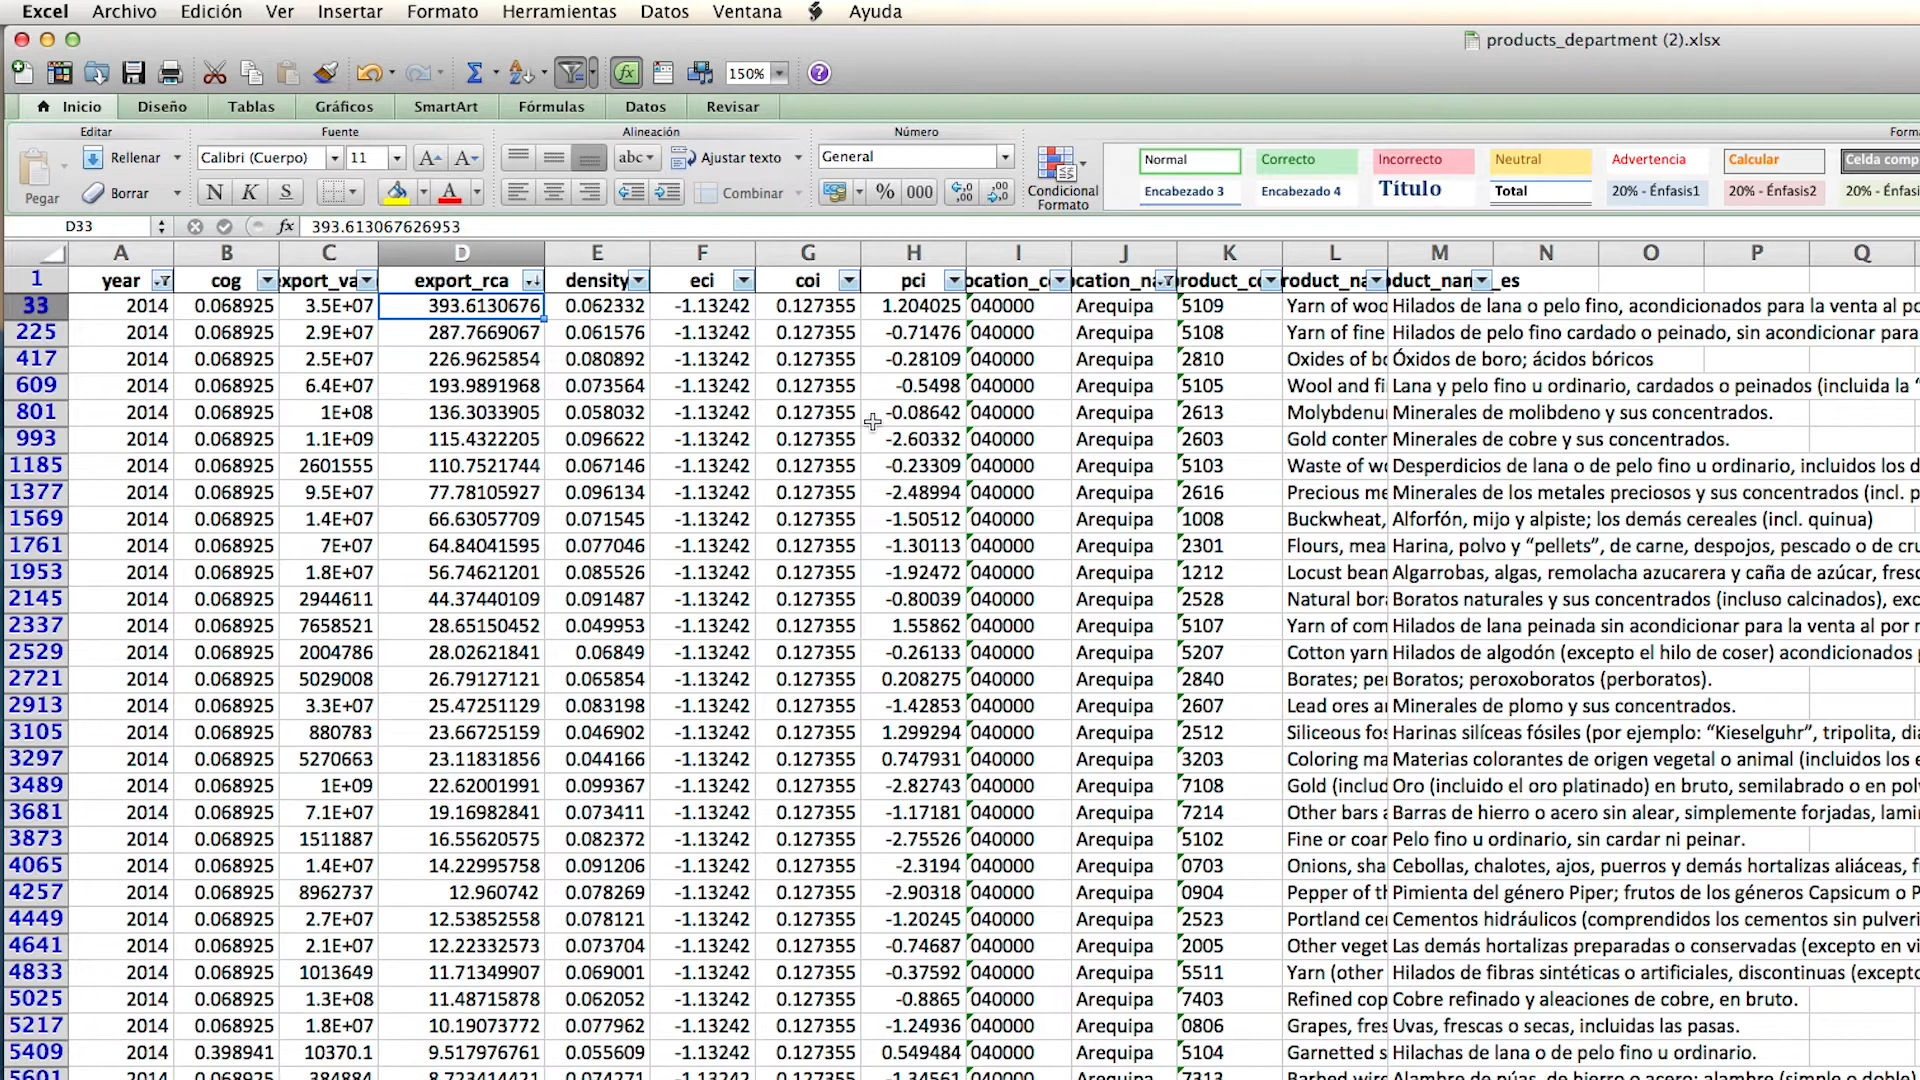 Excel Archivo Edición Ver Insertar Formato Herramientas Datos Ventana Ayuda
products_department (2).xlsx
150%
Inicio Diseño Tablas Gráficos SmartArt Fórmulas Datos Revisar
Editar Fuente Alineación Número Forma
Rellenar Calibri (Cuerpo) 11 abc Ajustar texto General Normal Correcto Incorrecto Neutral Advertencia Calcular Celda comp
Pegar Borrar N K S Combinar % 000 Condicional Formato Encabezado 3 Encabezado 4 Título Total 20% - Énfasis1 20% - Énfasis2 20% - Énfasis
D33 fx 393.613067626953
A B C D E F G H I J K L M N O P Q
1 year cog export_va export_rca density eci coi pci ocation_c ocation_na product_co roduct_na oduct_nam _es
33 2014 0.068925 3.5E+07 393.6130676 0.062332 -1.13242 0.127355 1.204025 040000 Arequipa 5109 Yarn of woo Hilados de lana o pelo fino, acondicionados para la venta al po
225 2014 0.068925 2.9E+07 287.7669067 0.061576 -1.13242 0.127355 -0.71476 040000 Arequipa 5108 Yarn of fine Hilados de pelo fino cardado o peinado, sin acondicionar para
417 2014 0.068925 2.5E+07 226.9625854 0.080892 -1.13242 0.127355 -0.28109 040000 Arequipa 2810 Oxides of bo Óxidos de boro; ácidos bóricos
609 2014 0.068925 6.4E+07 193.9891968 0.073564 -1.13242 0.127355 -0.5498 040000 Arequipa 5105 Wool and fi Lana y pelo fino u ordinario, cardados o peinados (incluida la “
801 2014 0.068925 1E+08 136.3033905 0.058032 -1.13242 0.127355 -0.08642 040000 Arequipa 2613 Molybdenu Minerales de molibdeno y sus concentrados.
993 2014 0.068925 1.1E+09 115.4322205 0.096622 -1.13242 0.127355 -2.60332 040000 Arequipa 2603 Gold conter Minerales de cobre y sus concentrados.
1185 2014 0.068925 2601555 110.7521744 0.067146 -1.13242 0.127355 -0.23309 040000 Arequipa 5103 Waste of wo Desperdicios de lana o de pelo fino u ordinario, incluidos los d
1377 2014 0.068925 9.5E+07 77.78105927 0.096134 -1.13242 0.127355 -2.48994 040000 Arequipa 2616 Precious me Minerales de los metales preciosos y sus concentrados (incl. p
1569 2014 0.068925 1.4E+07 66.63057709 0.071545 -1.13242 0.127355 -1.50512 040000 Arequipa 1008 Buckwheat, Alforfón, mijo y alpiste; los demás cereales (incl. quinua)
1761 2014 0.068925 7E+07 64.84041595 0.077046 -1.13242 0.127355 -1.30113 040000 Arequipa 2301 Flours, mea Harina, polvo y “pellets”, de carne, despojos, pescado o de cru
1953 2014 0.068925 1.8E+07 56.74621201 0.085526 -1.13242 0.127355 -1.92472 040000 Arequipa 1212 Locust bean Algarrobas, algas, remolacha azucarera y caña de azúcar, fresc
2145 2014 0.068925 2944611 44.37440109 0.091487 -1.13242 0.127355 -0.80039 040000 Arequipa 2528 Natural bora Boratos naturales y sus concentrados (incluso calcinados), exc
2337 2014 0.068925 7658521 28.65150452 0.049953 -1.13242 0.127355 1.55862 040000 Arequipa 5107 Yarn of com Hilados de lana peinada sin acondicionar para la venta al por m
2529 2014 0.068925 2004786 28.02621841 0.06849 -1.13242 0.127355 -0.26133 040000 Arequipa 5207 Cotton yarn Hilados de algodón (excepto el hilo de coser) acondicionados
2721 2014 0.068925 5029008 26.79127121 0.065854 -1.13242 0.127355 0.208275 040000 Arequipa 2840 Borates; per Boratos; peroxoboratos (perboratos).
2913 2014 0.068925 3.3E+07 25.47251129 0.083198 -1.13242 0.127355 -1.42853 040000 Arequipa 2607 Lead ores a Minerales de plomo y sus concentrados.
3105 2014 0.068925 880783 23.66725159 0.046902 -1.13242 0.127355 1.299294 040000 Arequipa 2512 Siliceous fos Harinas silíceas fósiles (por ejemplo: “Kieselguhr”, tripolita, dia
3297 2014 0.068925 5270663 23.11831856 0.044166 -1.13242 0.127355 0.747931 040000 Arequipa 3203 Coloring ma Materias colorantes de origen vegetal o animal (incluidos los e
3489 2014 0.068925 1E+09 22.62001991 0.099367 -1.13242 0.127355 -2.82743 040000 Arequipa 7108 Gold (includ Oro (incluido el oro platinado) en bruto, semilabrado o en polv
3681 2014 0.068925 7.1E+07 19.16982841 0.073411 -1.13242 0.127355 -1.17181 040000 Arequipa 7214 Other bars a Barras de hierro o acero sin alear, simplemente forjadas, lami
3873 2014 0.068925 1511887 16.55620575 0.082372 -1.13242 0.127355 -2.75526 040000 Arequipa 5102 Fine or coar Pelo fino u ordinario, sin cardar ni peinar.
4065 2014 0.068925 1.4E+07 14.22995758 0.091206 -1.13242 0.127355 -2.3194 040000 Arequipa 0703 Onions, sha Cebollas, chalotes, ajos, puerros y demás hortalizas aliáceas, f
4257 2014 0.068925 8962737 12.960742 0.078269 -1.13242 0.127355 -2.90318 040000 Arequipa 0904 Pepper of th Pimienta del género Piper; frutos de los géneros Capsicum o P
4449 2014 0.068925 2.7E+07 12.53852558 0.078121 -1.13242 0.127355 -1.20245 040000 Arequipa 2523 Portland cer Cementos hidráulicos (comprendidos los cementos sin pulveri
4641 2014 0.068925 2.1E+07 12.22332573 0.073704 -1.13242 0.127355 -0.74687 040000 Arequipa 2005 Other veget Las demás hortalizas preparadas o conservadas (excepto en vi
4833 2014 0.068925 1013649 11.71349907 0.069001 -1.13242 0.127355 -0.37592 040000 Arequipa 5511 Yarn (other Hilados de fibras sintéticas o artificiales, discontinuas (excepto
5025 2014 0.068925 1.3E+08 11.48715878 0.062052 -1.13242 0.127355 -0.8865 040000 Arequipa 7403 Refined cop Cobre refinado y aleaciones de cobre, en bruto.
5217 2014 0.068925 1.8E+07 10.19073772 0.077962 -1.13242 0.127355 -1.24936 040000 Arequipa 0806 Grapes, fres Uvas, frescas o secas, incluidas las pasas.
5409 2014 0.398941 10370.1 9.517976761 0.055609 -1.13242 0.127355 0.549484 040000 Arequipa 5104 Garnetted s Hilachas de lana o de pelo fino u ordinario.
5601 2014 0.068925 384884 8.723414421 0.074271 -1.13242 0.127355 -1.34561 040000 Arequipa 7313 Barbed wire Alambre de púas, de hierro o acero; alambre (simple o doble)